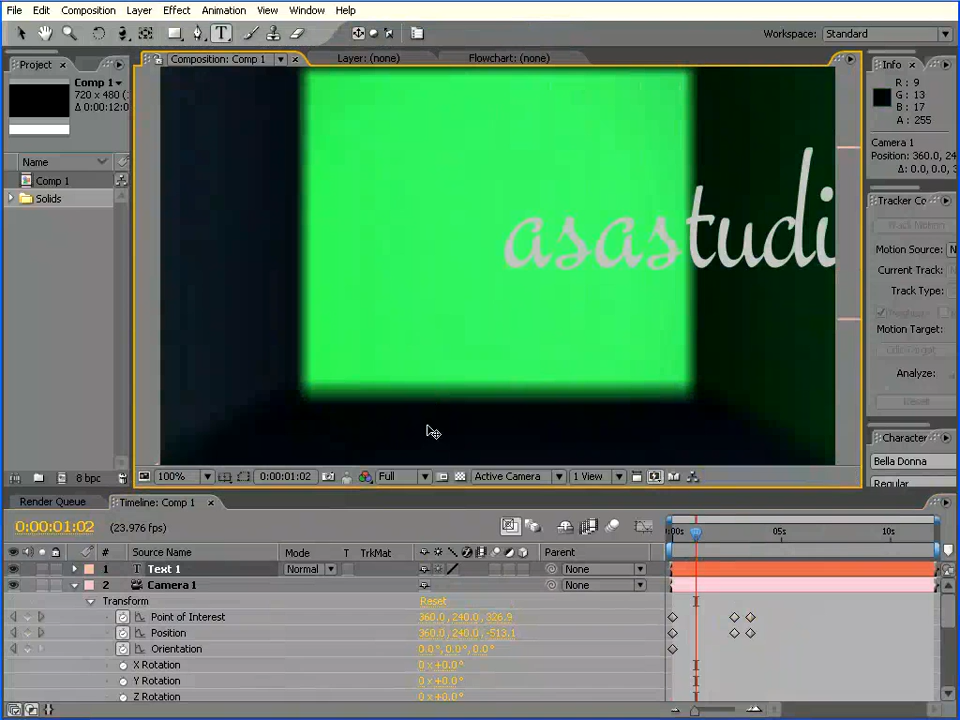 File Edit Composition Layer Effect Animation View Window Help
Workspace: Standard
Project
Composition: Comp 1
Layer: (none)
Flowchart: (none)
Info
Comp 1
720 x 480 (
Δ 0:00:12:0
R : 9
G : 13
B : 17
A : 255
Camera 1
Position: 360.0, 24
Δ: 0.0, 0.0, 3
Name
Comp 1
Solids
asastudi
Tracker Co
Track Motion
Motion Source: N
Current Track:
Track Type:
Motion Target:
Edit Target
Analyze:
Reset
Character
Bella Donna
Regular
8 bpc
100% 0:00:01:02 Full Active Camera 1 View
Render Queue
Timeline: Comp 1
0:00:01:02 (23.976 fps)
:00s 05s 10s
# Source Name Mode T TrkMat Parent
1 T Text 1 Normal None
2 Camera 1 None
Transform Reset
Point of Interest 360.0, 240.0, 326.9
Position 360.0, 240.0, -513.1
Orientation 0.0°, 0.0°, 0.0°
X Rotation 0 x +0.0°
Y Rotation 0 x +0.0°
Z Rotation 0 x +0.0°